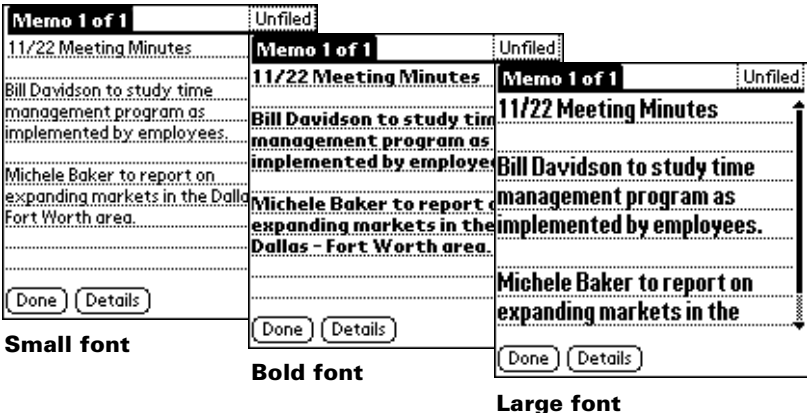 Memo 1 of 1 Unfiled
11/22 Meeting Minutes
Bill Davidson to study time
management program as
implemented by employees.
Michele Baker to report on
expanding markets in the Dalla
Fort Worth area.
Done Details
Small font
Memo 1 of 1 Unfiled
11/22 Meeting Minutes
Bill Davidson to study tim
management program as
implemented by employe
Michele Baker to report
expanding markets in the
Dallas - Fort Worth area.
Done Details
Bold font
Memo 1 of 1 Unfiled
11/22 Meeting Minutes
Bill Davidson to study time
management program as
implemented by employees.
Michele Baker to report on
expanding markets in the
Done Details
Large font